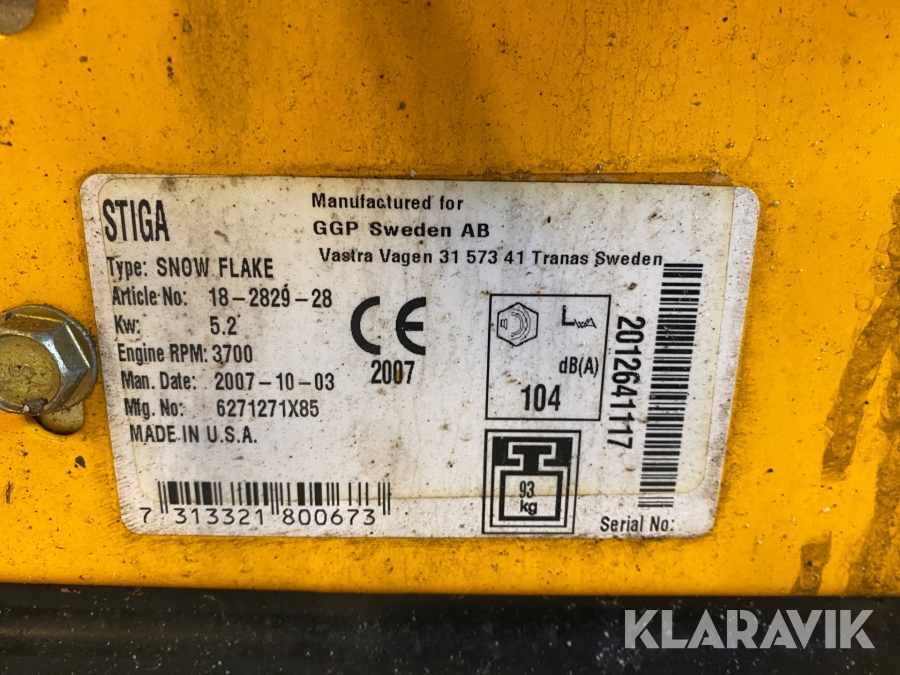 STIGA
Manufactured for
GGP Sweden AB
Vastra Vagen 31 573 41 Tranas Sweden
Type: SNOW FLAKE
Article No: 18-2829-28
Kw: 5.2
Engine RPM: 3700
Man. Date: 2007-10-03
Mfg. No: 6271271X85
MADE IN U.S.A.
CE
2007
LWA
dB(A)
104
93
kg
2012641117
Serial No:
7 313321 800673
KLARAVIK